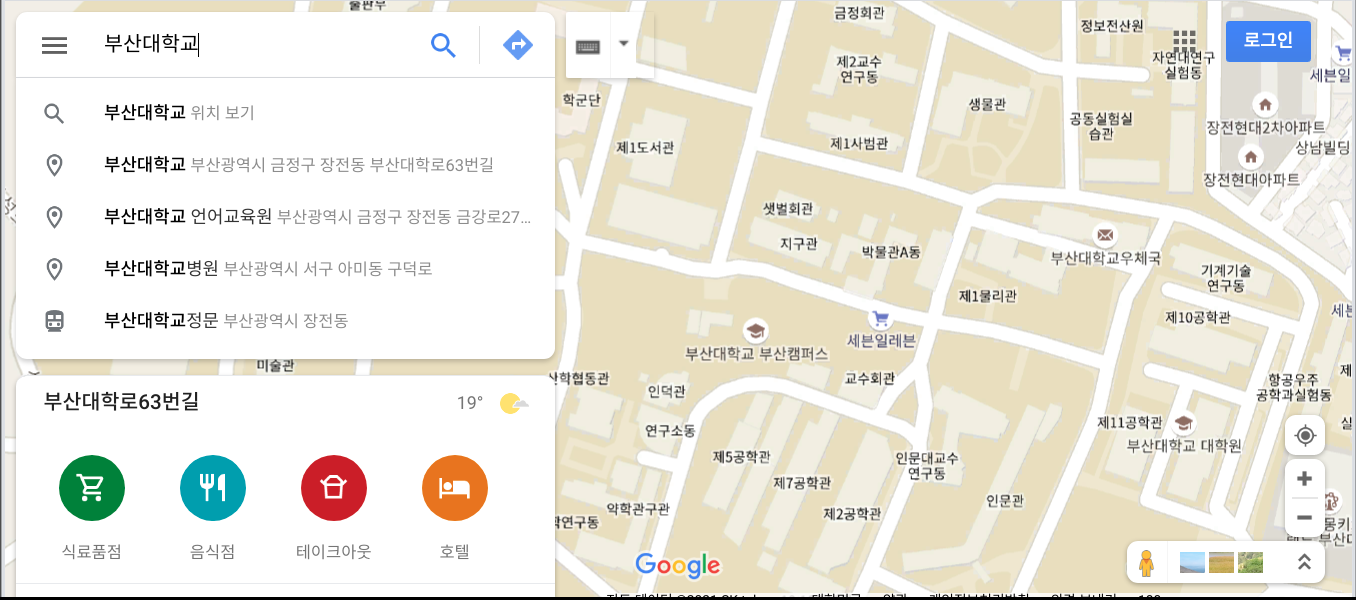 부산대학교
부산대학교 위치 보기
부산대학교 부산광역시 금정구 장전동 부산대학로63번길
부산대학교 언어교육원 부산광역시 금정구 장전동 금강로27...
부산대학교병원 부산광역시 서구 아미동 구덕로
부산대학교정문 부산광역시 장전동
부산대학로63번길
19°
식료품점
음식점
테이크아웃
호텔
로그인
금정회관
정보전산원
제2교수
연구동
자연대연구
실험동
세븐일
학군단
생물관
공동실험실
습관
장전현대2차아파트
상남빌딩
제1도서관
제1사범관
장전현대아파트
샛벌회관
지구관
박물관A동
부산대학교우체국
기계기술
연구동
제1물리관
제10공학관
세븐일레븐
부산대학교 부산캠퍼스
미술관
산학협동관
인덕관
교수회관
항공우주
공학과실험동
제11공학관
부산대학교 대학원
연구소동
제5공학관
인문대교수
연구동
제7공학관
인문관
약학관구관
제2공학관
학연구동
Google